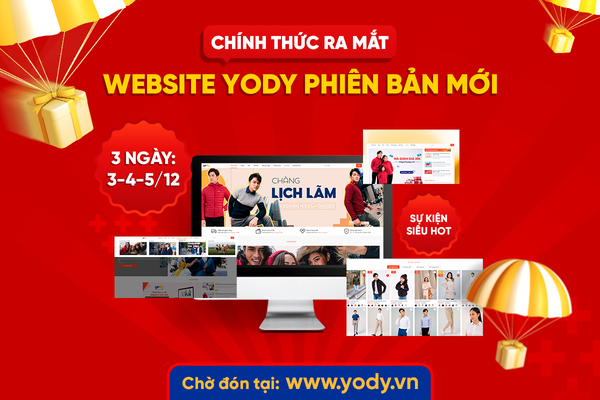 CHÍNH THỨC RA MẮT
WEBSITE YODY PHIÊN BẢN MỚI
3 NGÀY:
3-4-5/12
CHÀNG
LỊCH LÃM
SỰ KIỆN
SIÊU HOT
Chờ đón tại: www.yody.vn